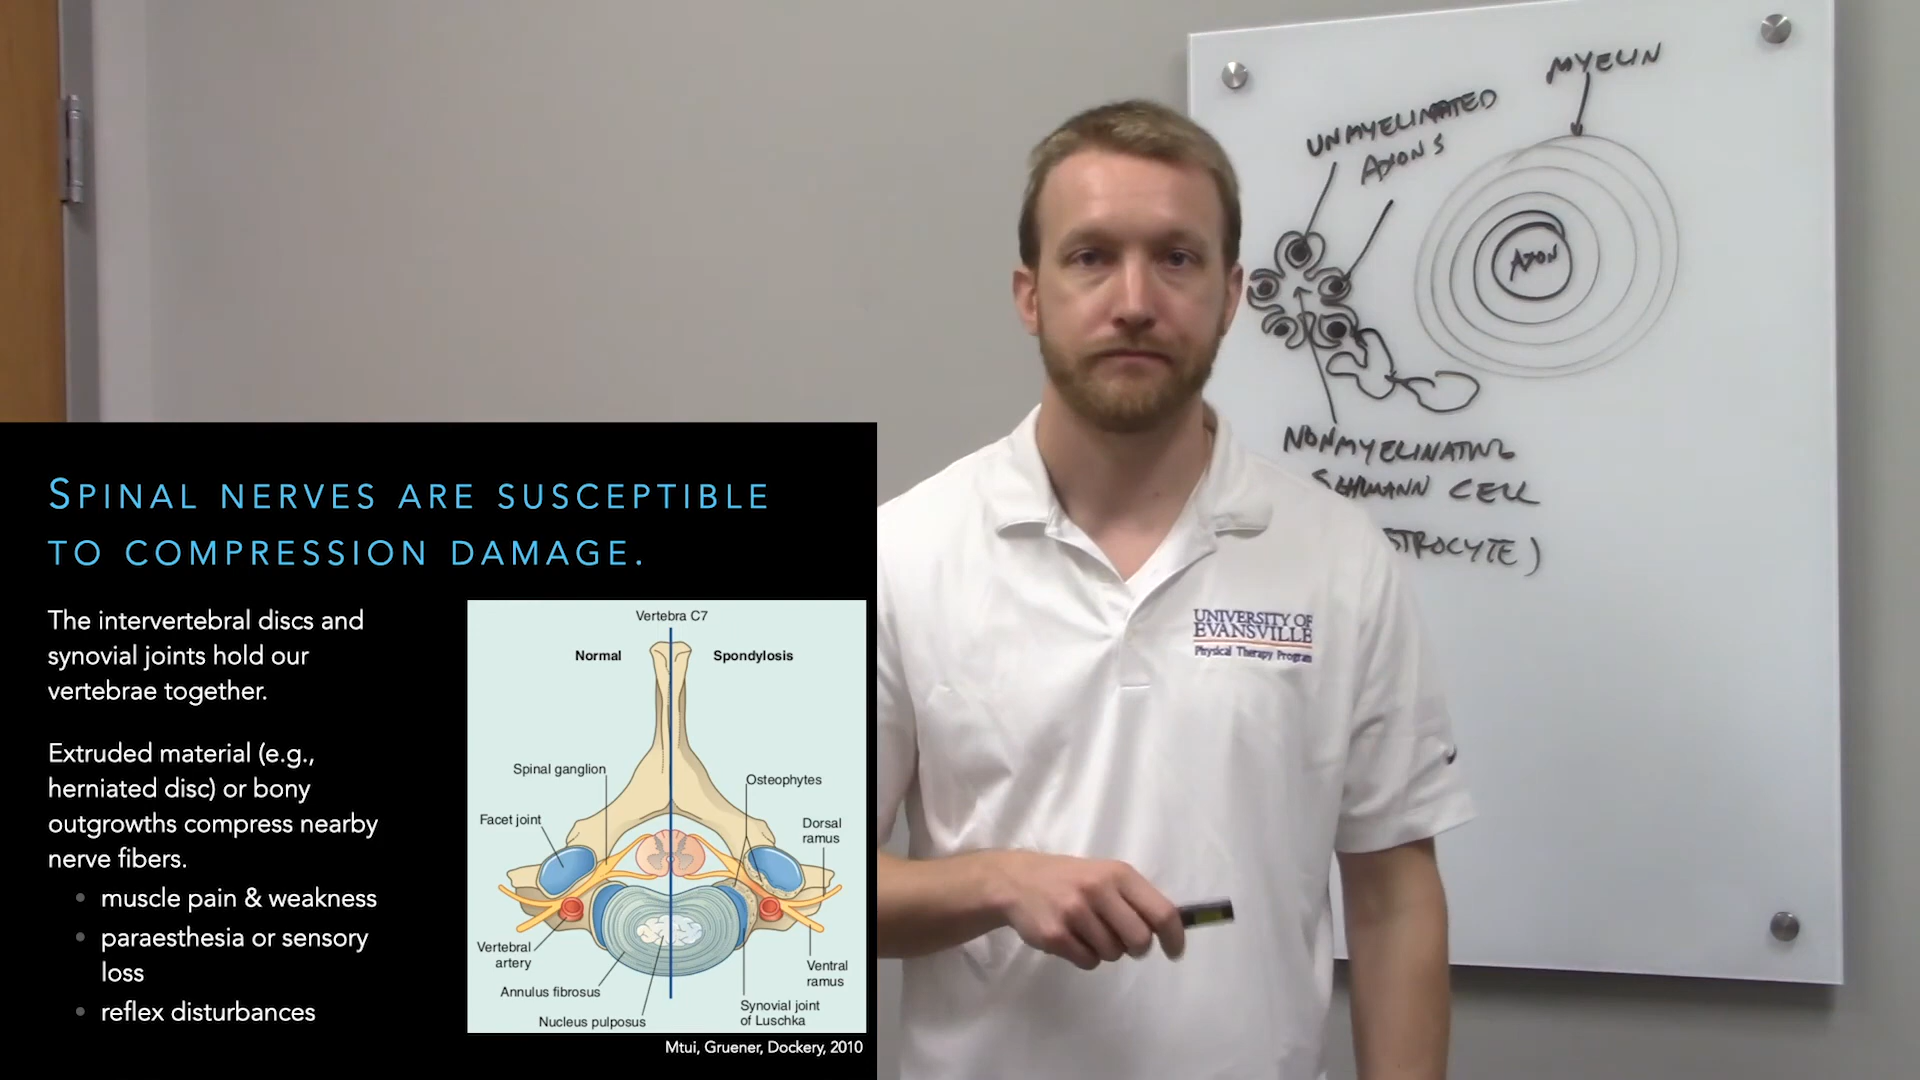 MYELIN
UNMYELINATED
AXONS
AXON
NONMYELINATING
CELL
SPINAL NERVES ARE SUSCEPTIBLE
TO COMPRESSION DAMAGE.
The intervertebral discs and
synovial joints hold our
vertebrae together.
Extruded material (e.g.,
herniated disc) or bony
outgrowths compress nearby
nerve fibers.
• muscle pain & weakness
• paraesthesia or sensory
loss
• reflex disturbances
Vertebra C7
Normal
Spondylosis
Spinal ganglion
Osteophytes
Facet joint
Dorsal
ramus
Vertebral
artery
Ventral
ramus
Annulus fibrosus
Synovial joint
of Luschka
Nucleus pulposus
Mtui, Gruener, Dockery, 2010
UNIVERSITY OF
EVANSVILLE
Physical Therapy Program